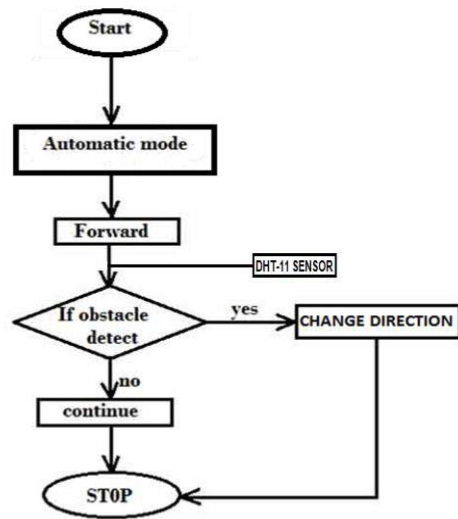 Start
Automatic mode
Forward
DHT-11 SENSOR
If obstacle
detect
yes
CHANGE DIRECTION
no
continue
ST0P